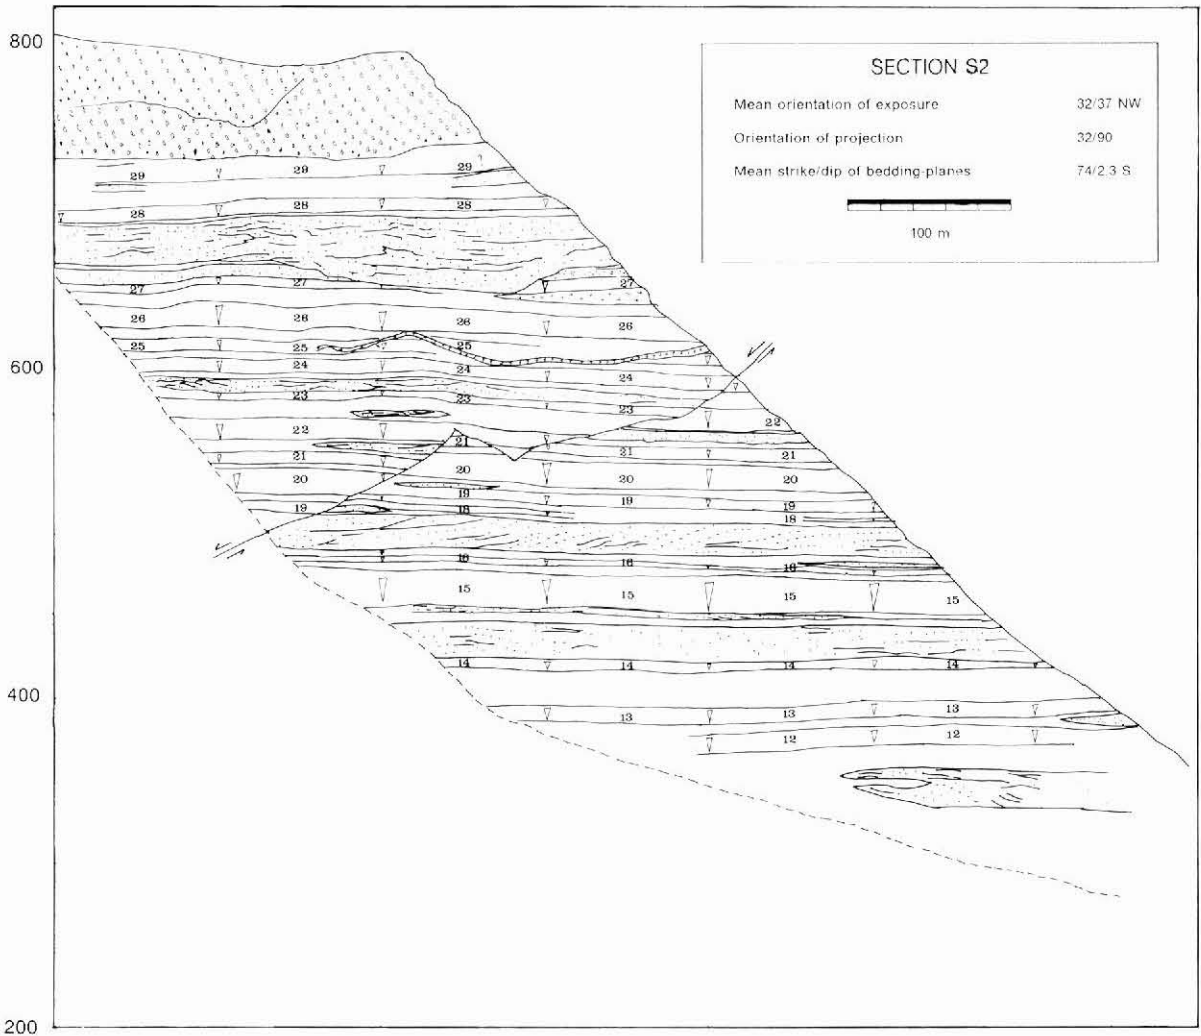 800
SECTION S2
Mean orientation of exposure 32/37 NW
Orientation of projection 32/90
Mean strike/dip of bedding-planes 74/2.3 S
100 m
29 29 29
28 28 28
27 27 27
26 26 26 26
25 25 25
600
24 24 24
23 23 23
22 22
21 21 21 21
20 20 20 20
19 19 19 19
18 18
16 16
15 15 15 15
14 14 14 14
400
13 13 13
12 12
200